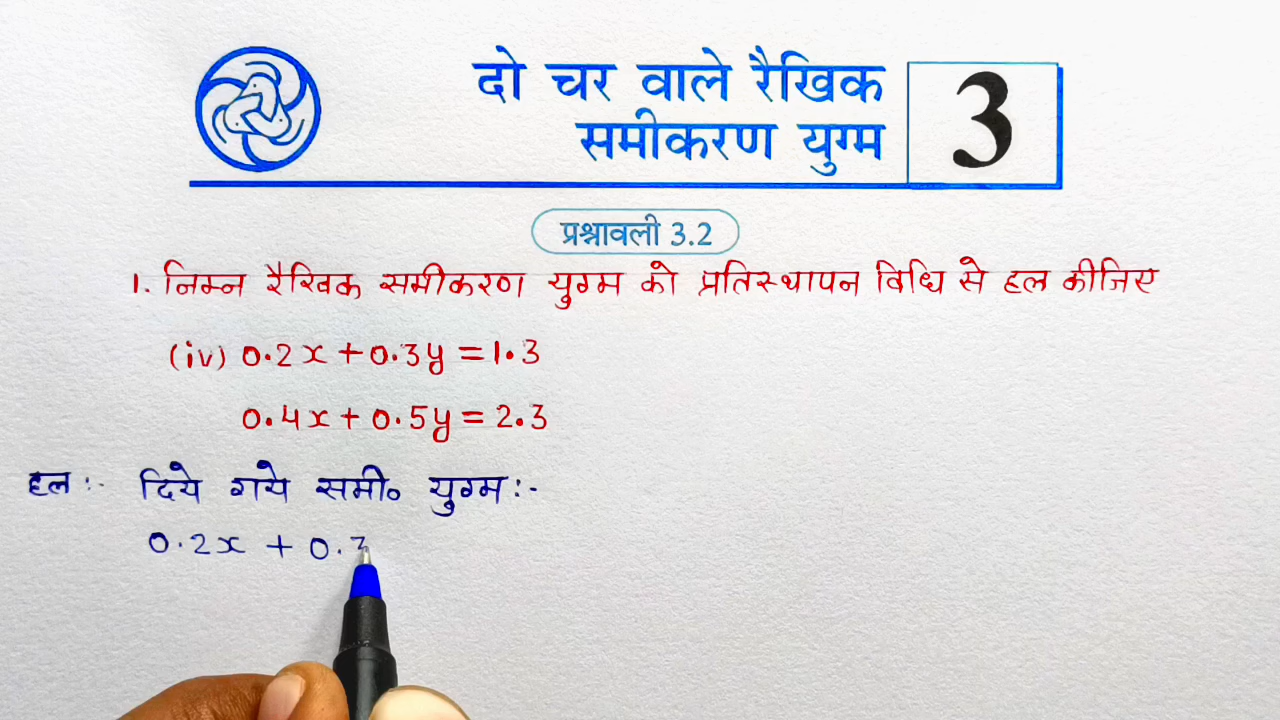 दो चर वाले रैखिक
समीकरण युग्म
3
प्रश्नावली 3.2
1. निम्न रैखिक समीकरण युग्म को प्रतिस्थापन विधि से हल कीजिए
(iv) 0.2x + 0.3y = 1.3
0.4x + 0.5y = 2.3
हल :- दिये गये समी० युग्म :-
0.2x + 0.3